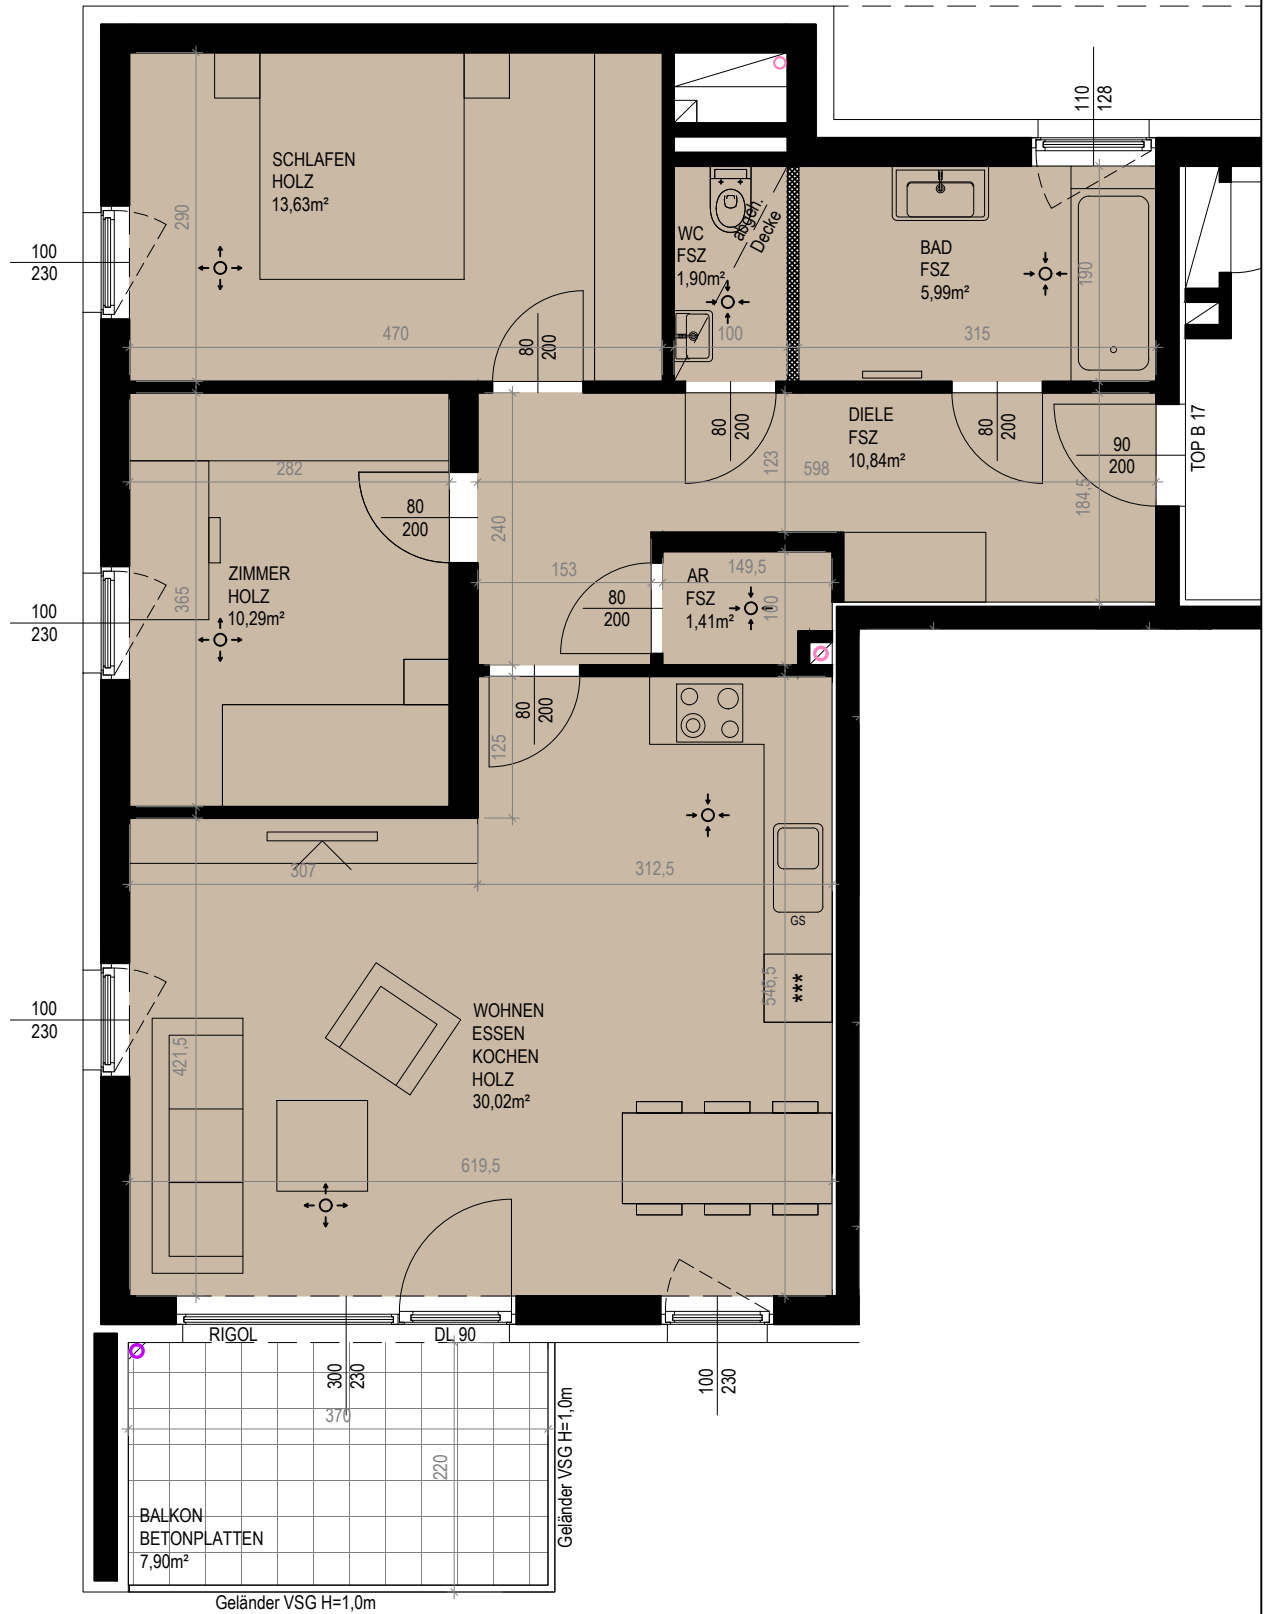 110
128
SCHLAFEN
HOLZ
13,63m²
290
100
230
470
80
200
WC
FSZ
1,90m²
abgeh.
Decke
100
BAD
FSZ
5,99m²
190
315
282
80
200
80
200
123
DIELE
FSZ
10,84m²
598
80
200
90
200
184,5
TOP B 17
80
200
240
ZIMMER
HOLZ
10,29m²
365
100
230
153
80
200
AR
FSZ
1,41m²
149,5
100
80
200
125
307
312,5
GS
546,5
***
100
230
421,5
WOHNEN
ESSEN
KOCHEN
HOLZ
30,02m²
619,5
RIGOL
DL 90
300
230
100
230
370
220
Geländer VSG H=1,0m
BALKON
BETONPLATTEN
7,90m²
Geländer VSG H=1,0m